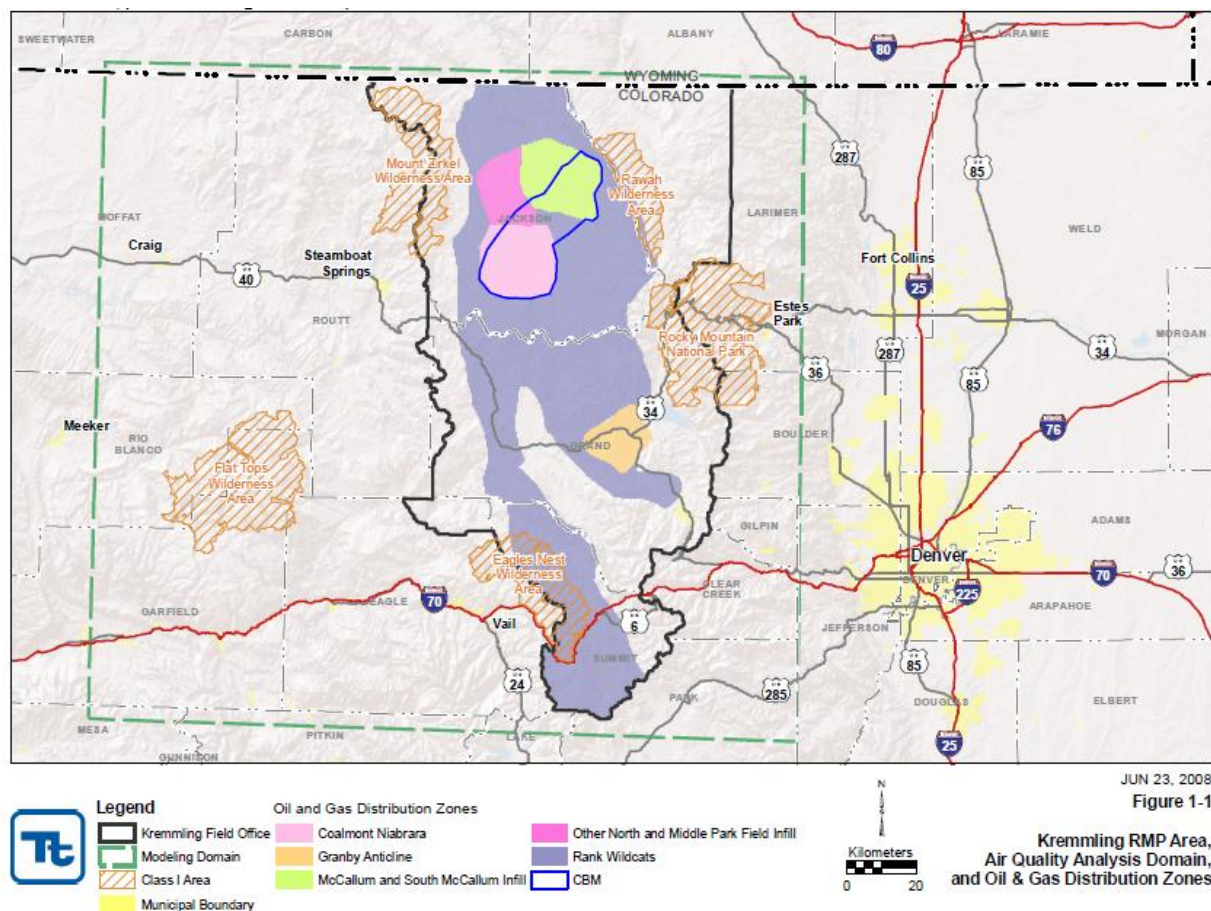 SWEETWATER
CARBON
ALBANY
LARAMIE
80
WYOMING
COLORADO
287
85
Mount Zirkel
Wilderness Area
Rawah
Wilderness
Area
JACKSON
LARIMER
WELD
MOFFAT
Craig
40
Steamboat
Springs
Fort Collins
25
ROUTT
Estes
Park
Rocky Mountain
National Park
MORGAN
34
287
85
36
34
76
Meeker
RIO
BLANCO
GRAND
BOULDER
Flat Tops
Wilderness
Area
GILPIN
ADAMS
Eagles Nest
Wilderness
Area
Denver
DENVER
70
36
CLEAR
CREEK
225
GARFIELD
EAGLE
70
Vail
6
ARAPAHOE
JEFFERSON
SUMMIT
85
24
PARK
285
DOUGLAS
ELBERT
MESA
PITKIN
LAKE
25
GUNNISON
JUN 23, 2008
Figure 1-1
Kremmling RMP Area,
Air Quality Analysis Domain,
and Oil & Gas Distribution Zones
N
Kilometers
0 10 20
Tt
Legend
Kremmling Field Office
Modeling Domain
Class I Area
Municipal Boundary
Oil and Gas Distribution Zones
Coalmont Niabrara
Granby Anticline
McCallum and South McCallum Infill
Other North and Middle Park Field Infill
Rank Wildcats
CBM